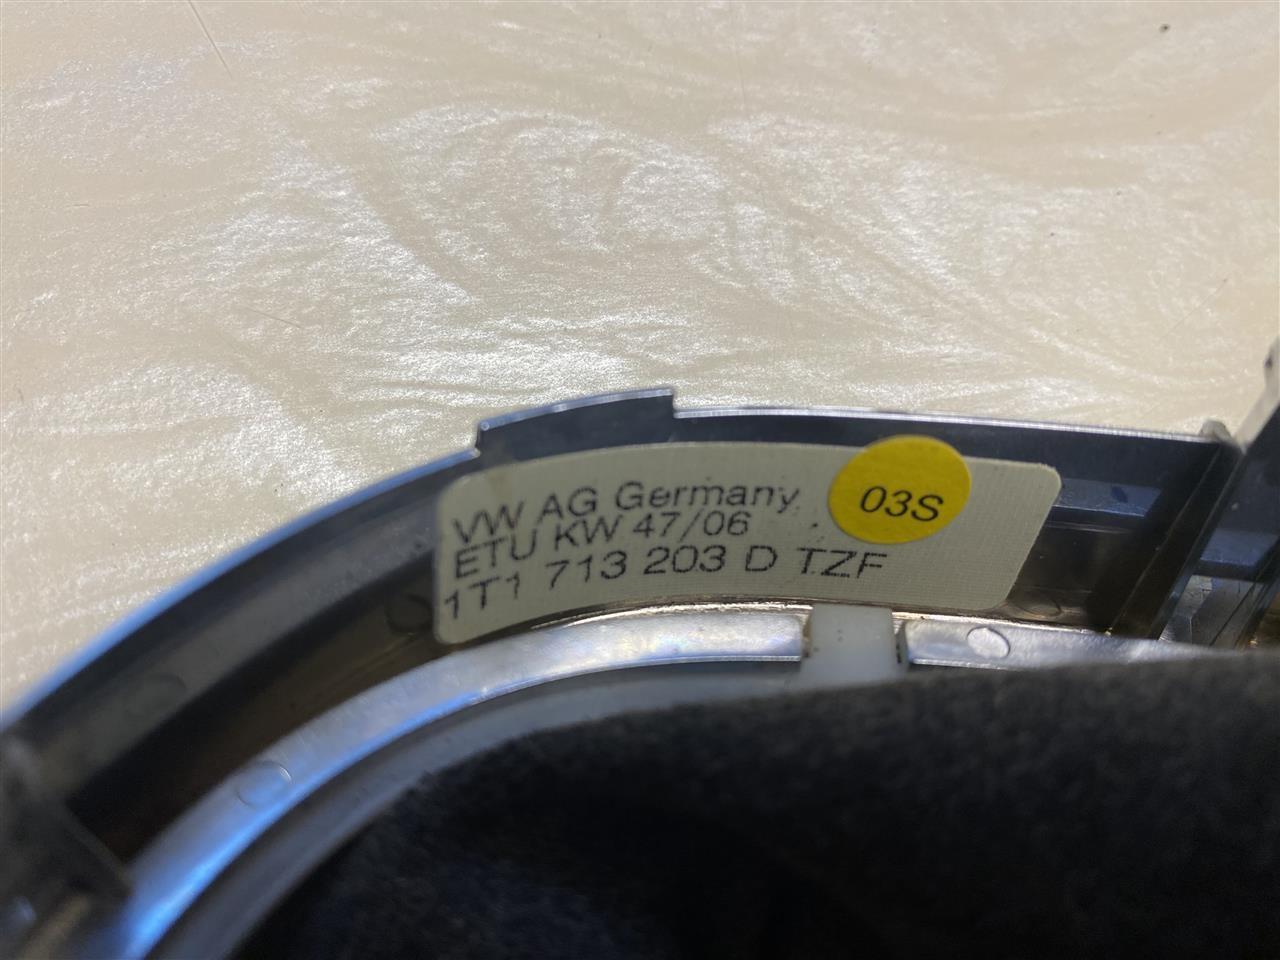 VW AG Germany
ETU KW 47/06
1T1 713 203 D TZF
03S